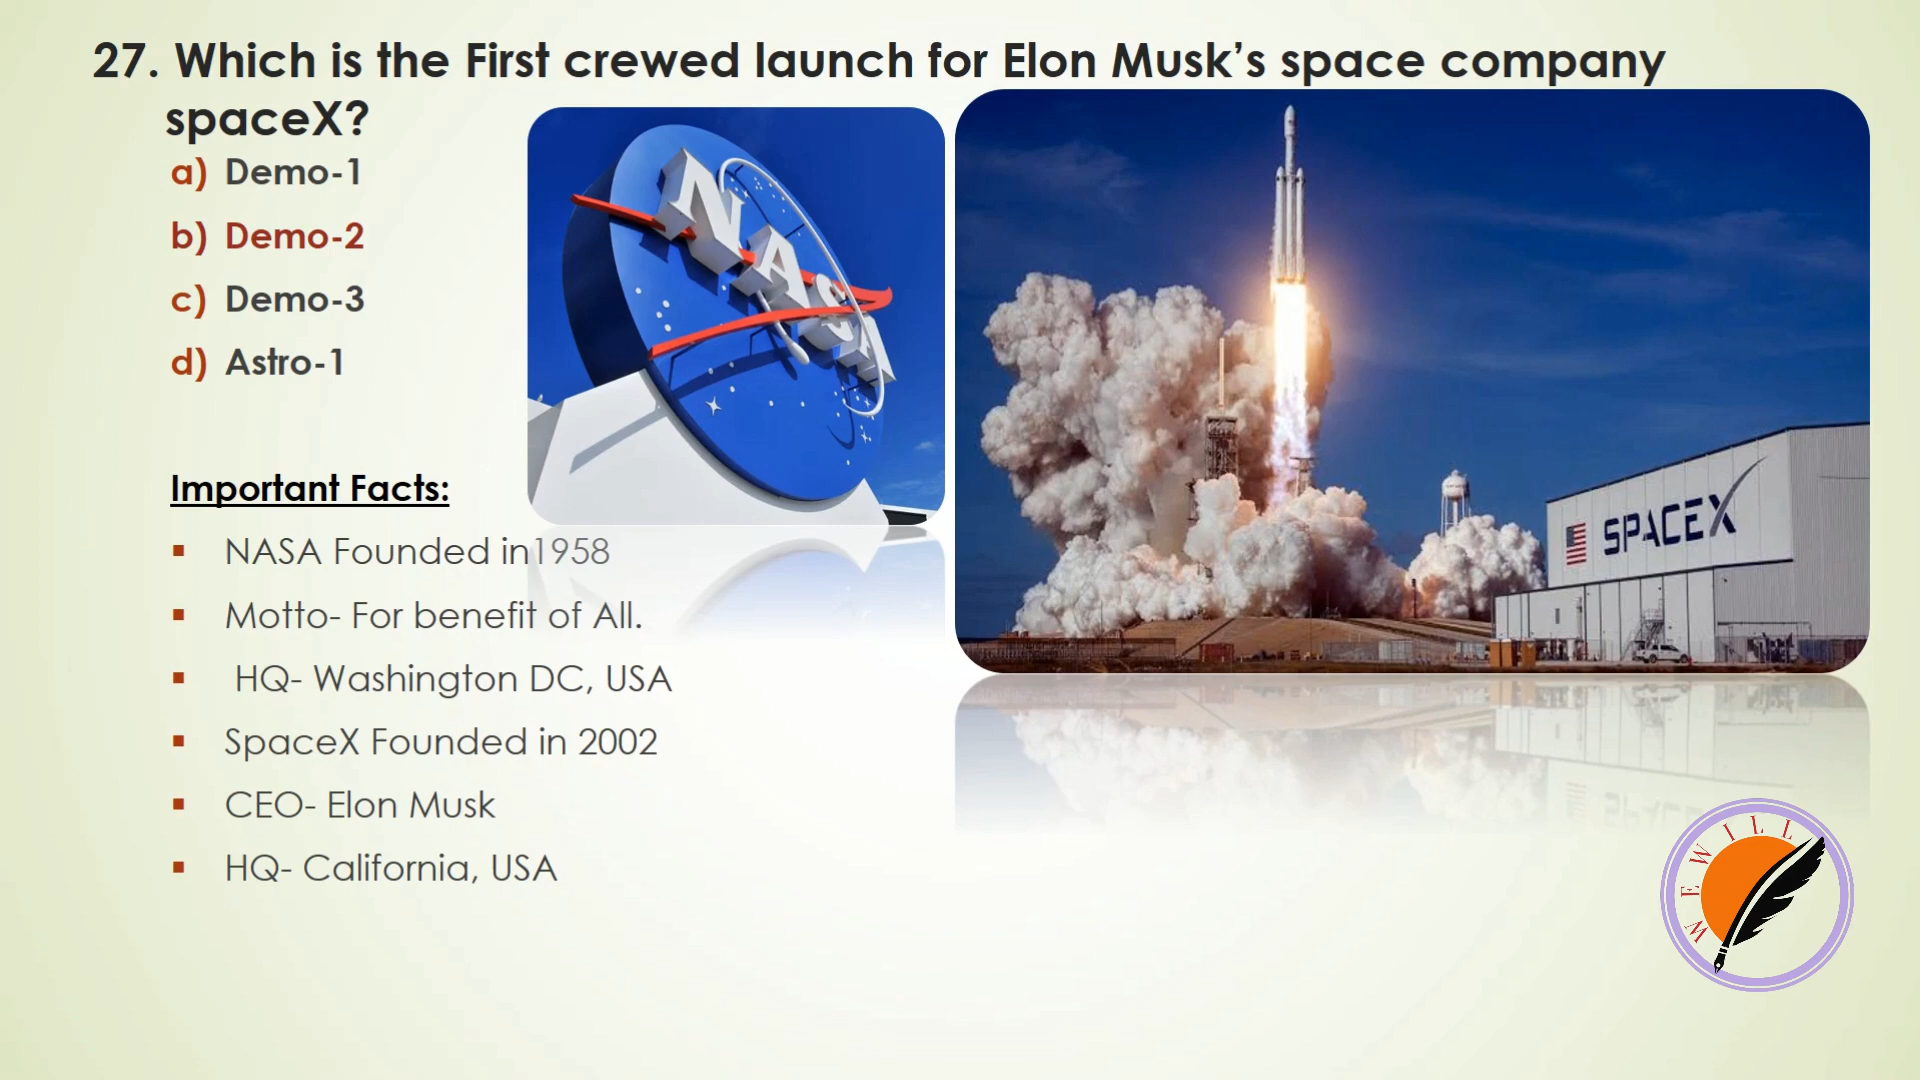 27. Which is the First crewed launch for Elon Musk’s space company
spaceX?
a) Demo-1
b) Demo-2
c) Demo-3
d) Astro-1
NASA
SPACEX
Important Facts:
▪ NASA Founded in1958
▪ Motto- For benefit of All.
▪ HQ- Washington DC, USA
▪ SpaceX Founded in 2002
▪ CEO- Elon Musk
▪ HQ- California, USA
WE WILL